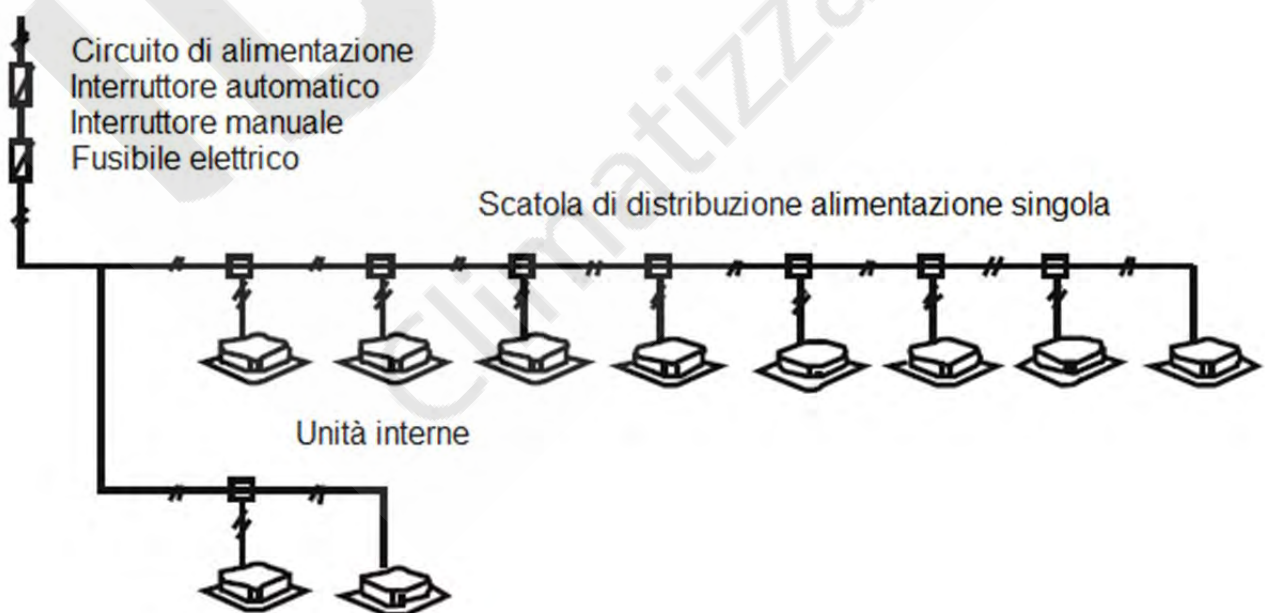 Circuito di alimentazione
Interruttore automatico
Interruttore manuale
Fusibile elettrico
Scatola di distribuzione alimentazione singola
Unità interne